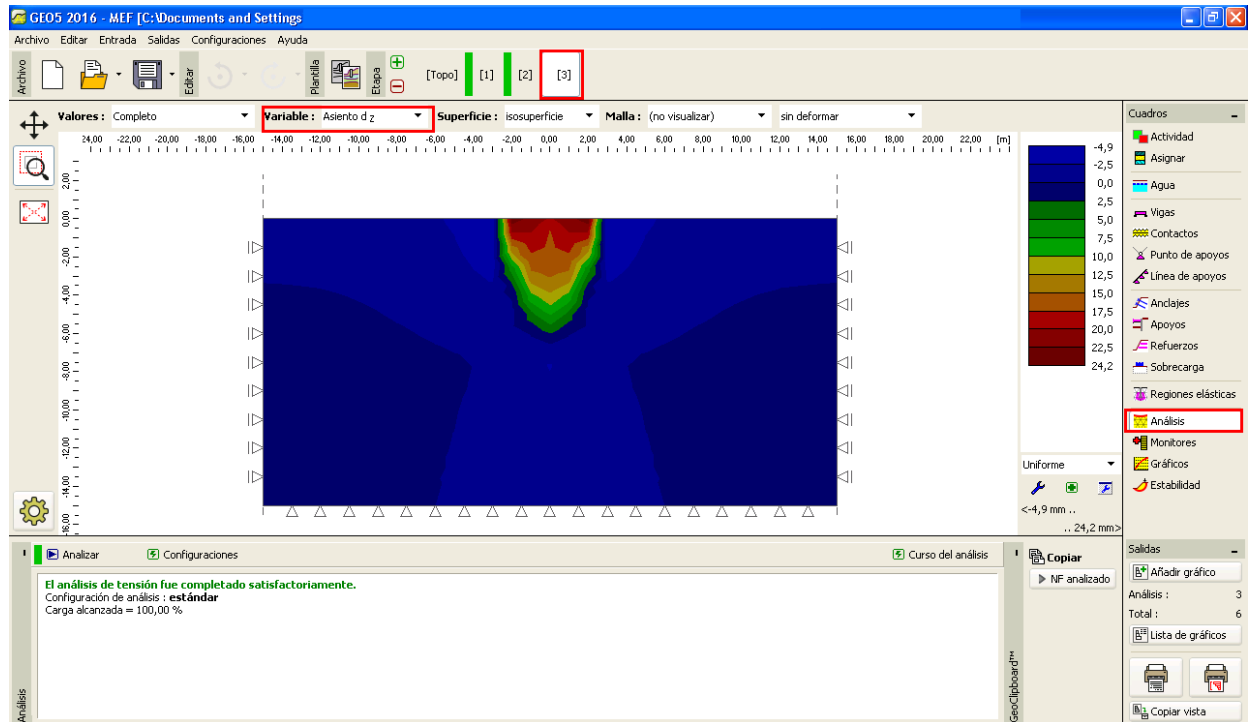 GEO5 2016 - MEF [C:\Documents and Settings
Archivo Editar Entrada Salidas Configuraciones Ayuda
Archivo
Editar
Plantilla
Etapa
[Topo] [1] [2] [3]
Valores : Completo
Variable : Asiento d z
Superficie : isosuperficie
Malla : (no visualizar)
sin deformar
24,00 -22,00 -20,00 -18,00 -16,00 -14,00 -12,00 -10,00 -8,00 -6,00 -4,00 -2,00 0,00 2,00 4,00 6,00 8,00 10,00 12,00 14,00 16,00 18,00 20,00 22,00 [m]
2,00
0,00
-2,00
-4,00
-6,00
-8,00
-10,00
-12,00
-14,00
-16,00
-4,9
-2,5
0,0
2,5
5,0
7,5
10,0
12,5
15,0
17,5
20,0
22,5
24,2
Uniforme
<-4,9 mm ..
.. 24,2 mm>
Cuadros
Actividad
Asignar
Agua
Vigas
Contactos
Punto de apoyos
Línea de apoyos
Anclajes
Apoyos
Refuerzos
Sobrecarga
Regiones elásticas
Análisis
Monitores
Gráficos
Estabilidad
Analizar
Configuraciones
Curso del análisis
El análisis de tensión fue completado satisfactoriamente.
Configuración de análisis : estándar
Carga alcanzada = 100,00 %
Análisis
GeoClipboard™
Copiar
NF analizado
Salidas
Añadir gráfico
Análisis : 3
Total : 6
Lista de gráficos
Copiar vista